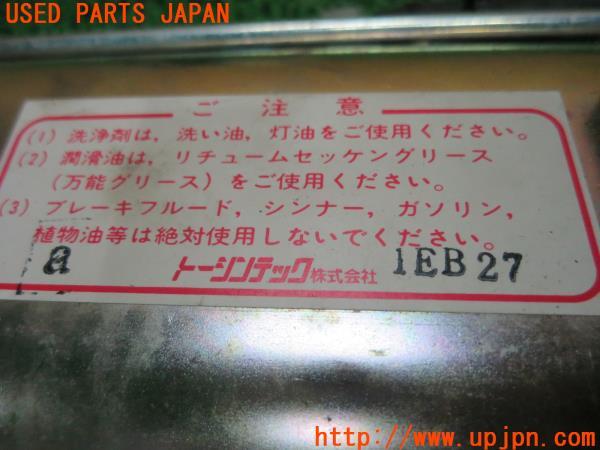 USED PARTS JAPAN
ご注意
(1) 洗浄剤は，洗い油，灯油をご使用ください。
(2) 潤滑油は，リチュームセッケングリース
(万能グリース)をご使用ください。
(3) ブレーキフルード，シンナー，ガソリン，
植物油等は絶対使用しないでください。
a トーシンテック株式会社 1EB27
http://www.upjpn.com/